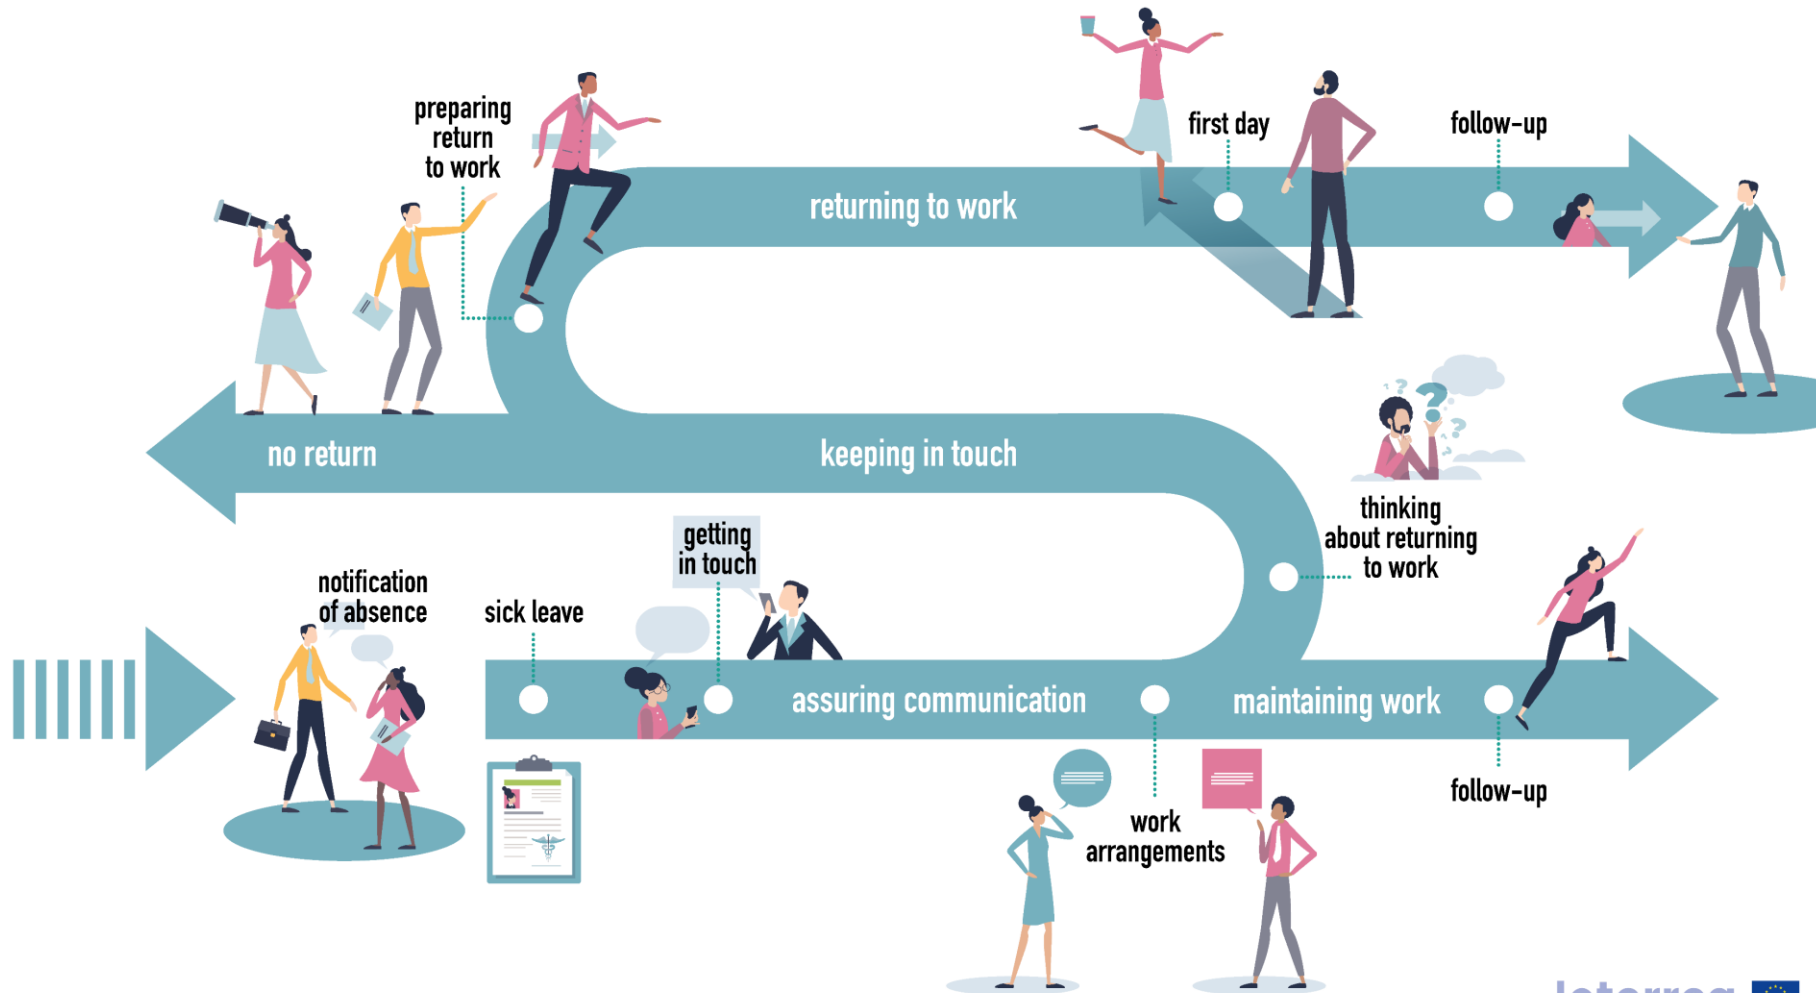 preparing
return
to work
first day
follow-up
returning to work
no return
keeping in touch
thinking
about returning
to work
getting
in touch
notification
of absence
sick leave
assuring communication
maintaining work
work
arrangements
follow-up
Interreg